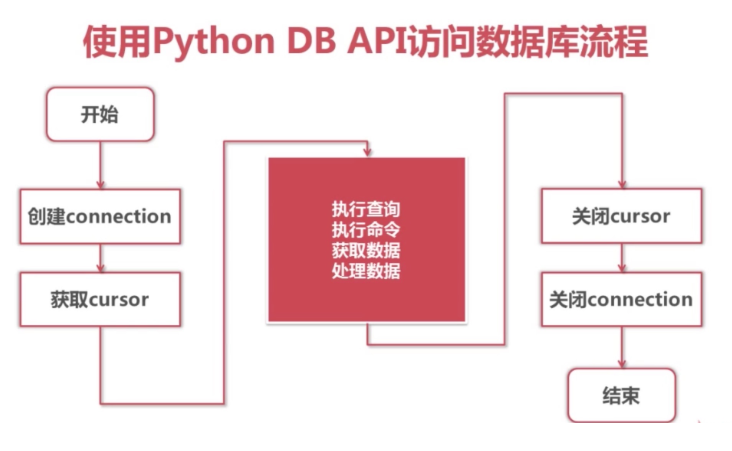 使用Python DB API访问数据库流程
开始
创建connection
获取cursor
执行查询
执行命令
获取数据
处理数据
关闭cursor
关闭connection
结束